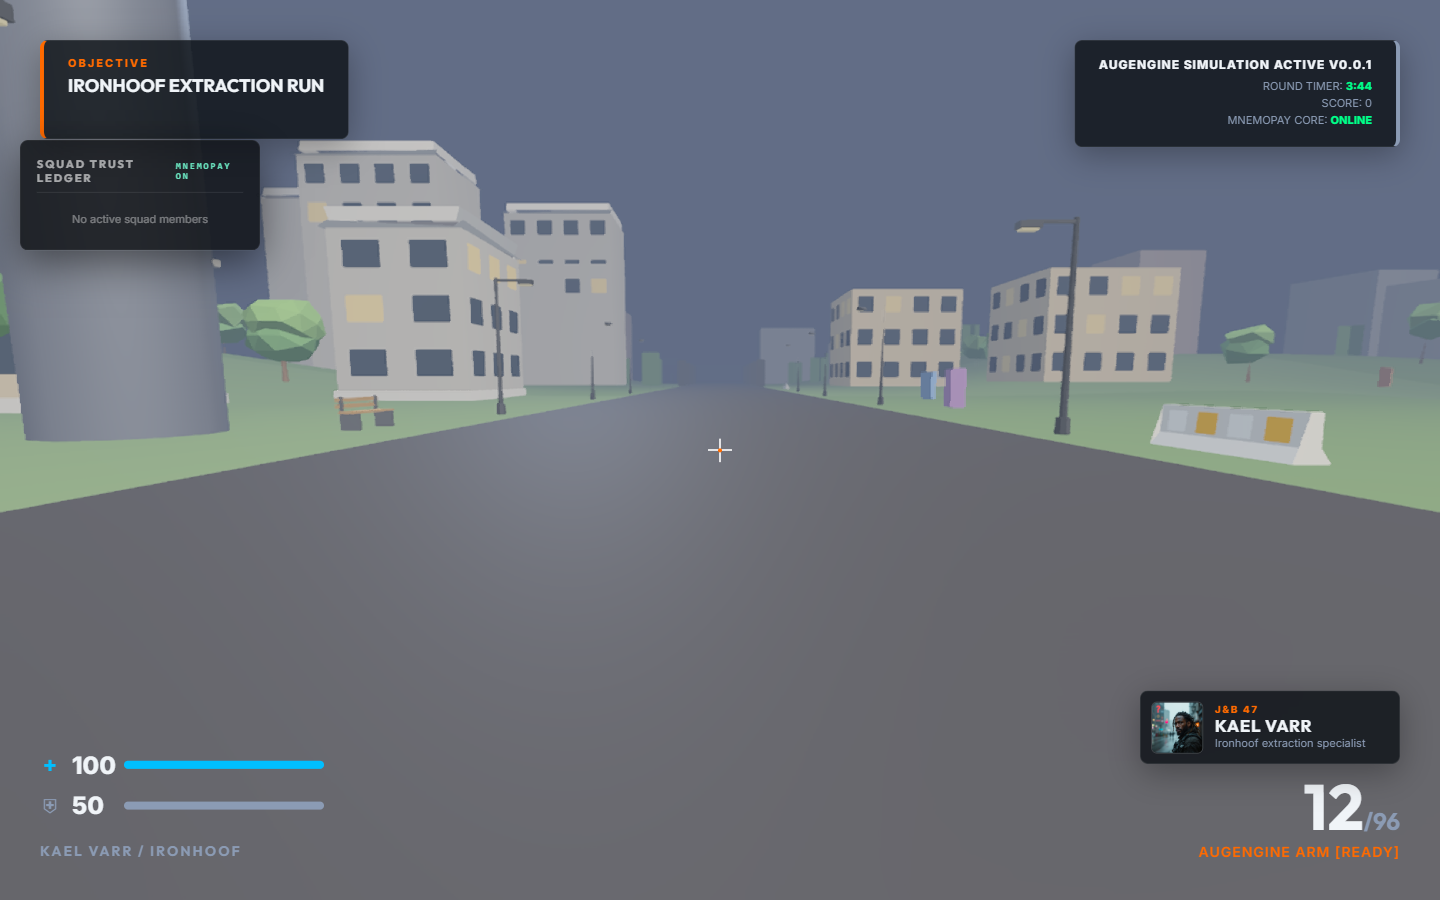 OBJECTIVE
IRONHOOF EXTRACTION RUN
AUGENGINE SIMULATION ACTIVE V0.0.1
ROUND TIMER: 3:44
SCORE: 0
MNEMOPAY CORE: ONLINE
SQUAD TRUST
LEDGER
MNEMOPAY
ON
No active squad members
J&B 47
KAEL VARR
Ironhoof extraction specialist
100
50
KAEL VARR / IRONHOOF
12/96
AUGENGINE ARM [READY]